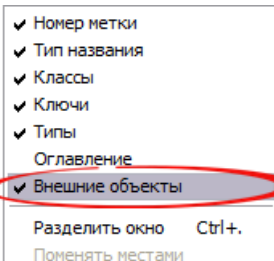 Номер метки
Тип названия
Классы
Ключи
Типы
Оглавление
Внешние объекты
Разделить окно Ctrl+.
Поменять местами